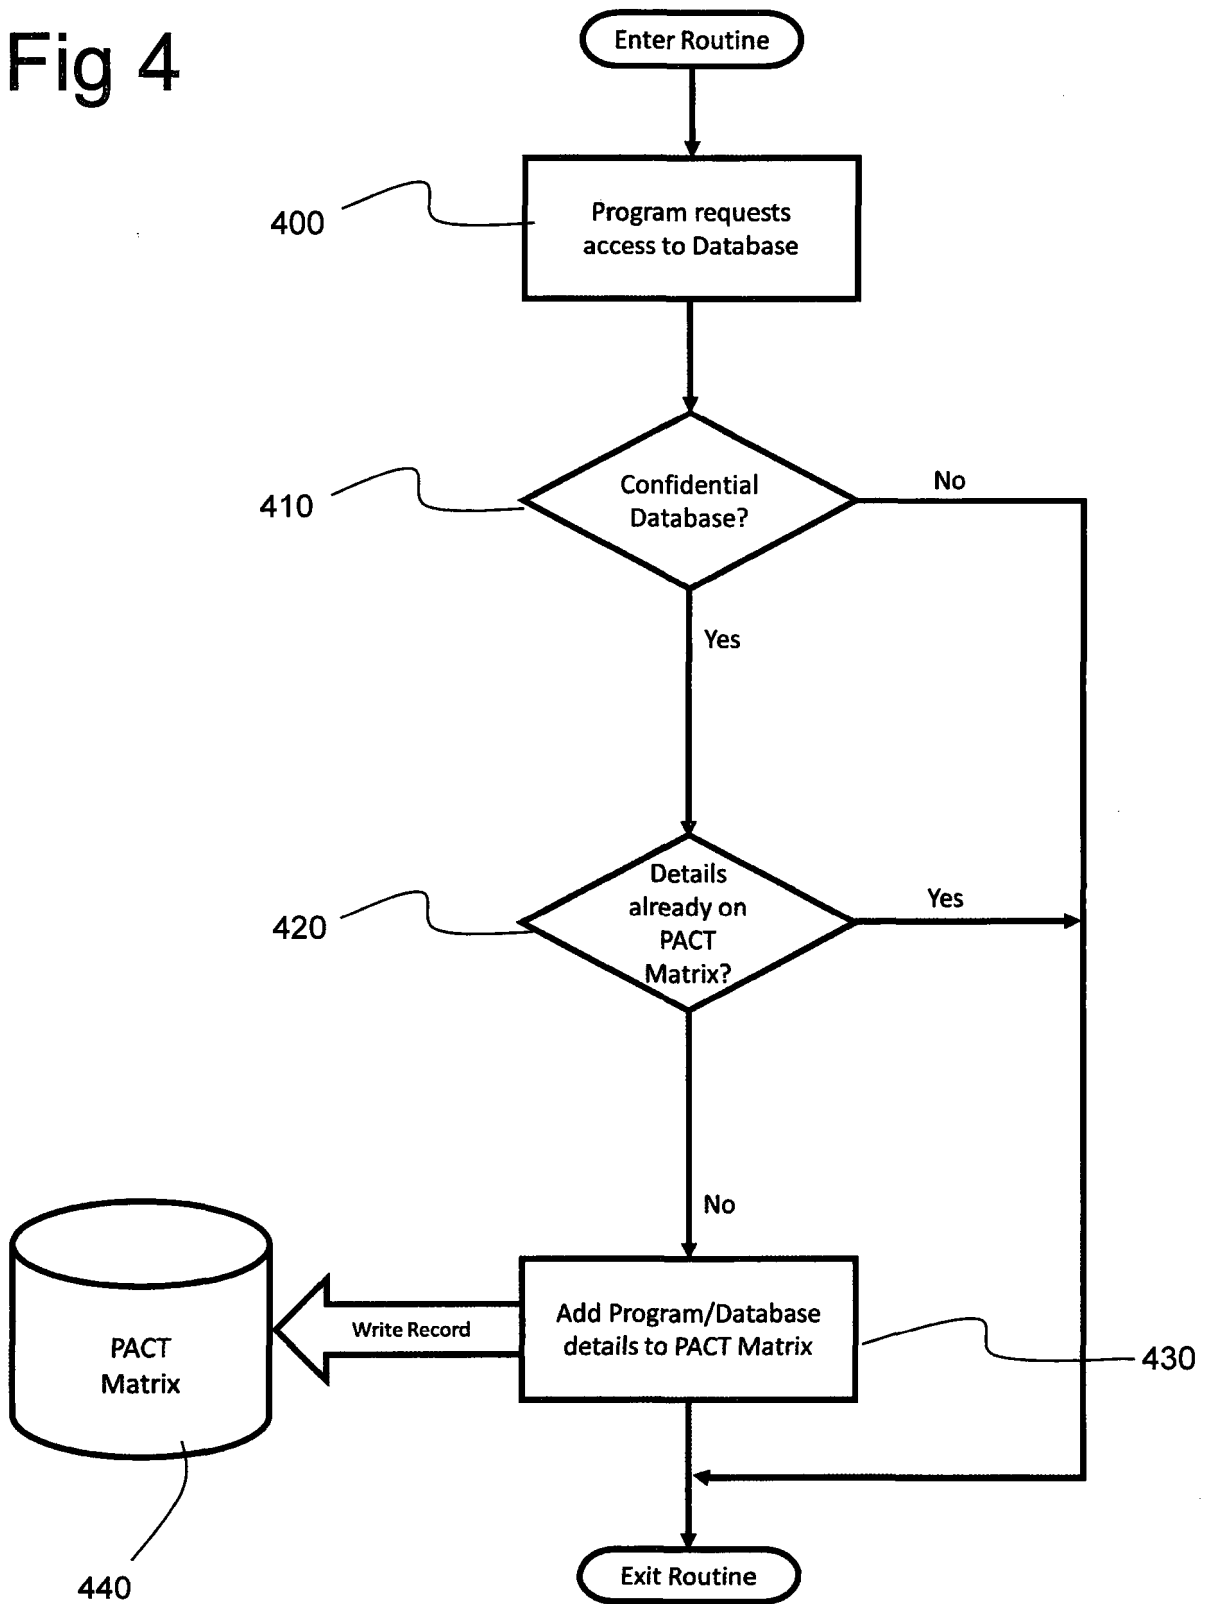 Fig 4
Enter Routine
400
Program requests
access to Database
410
Confidential
Database?
No
Yes
420
Details
already on
PACT
Matrix?
Yes
No
PACT
Matrix
Write Record
Add Program/Database
details to PACT Matrix
430
440
Exit Routine